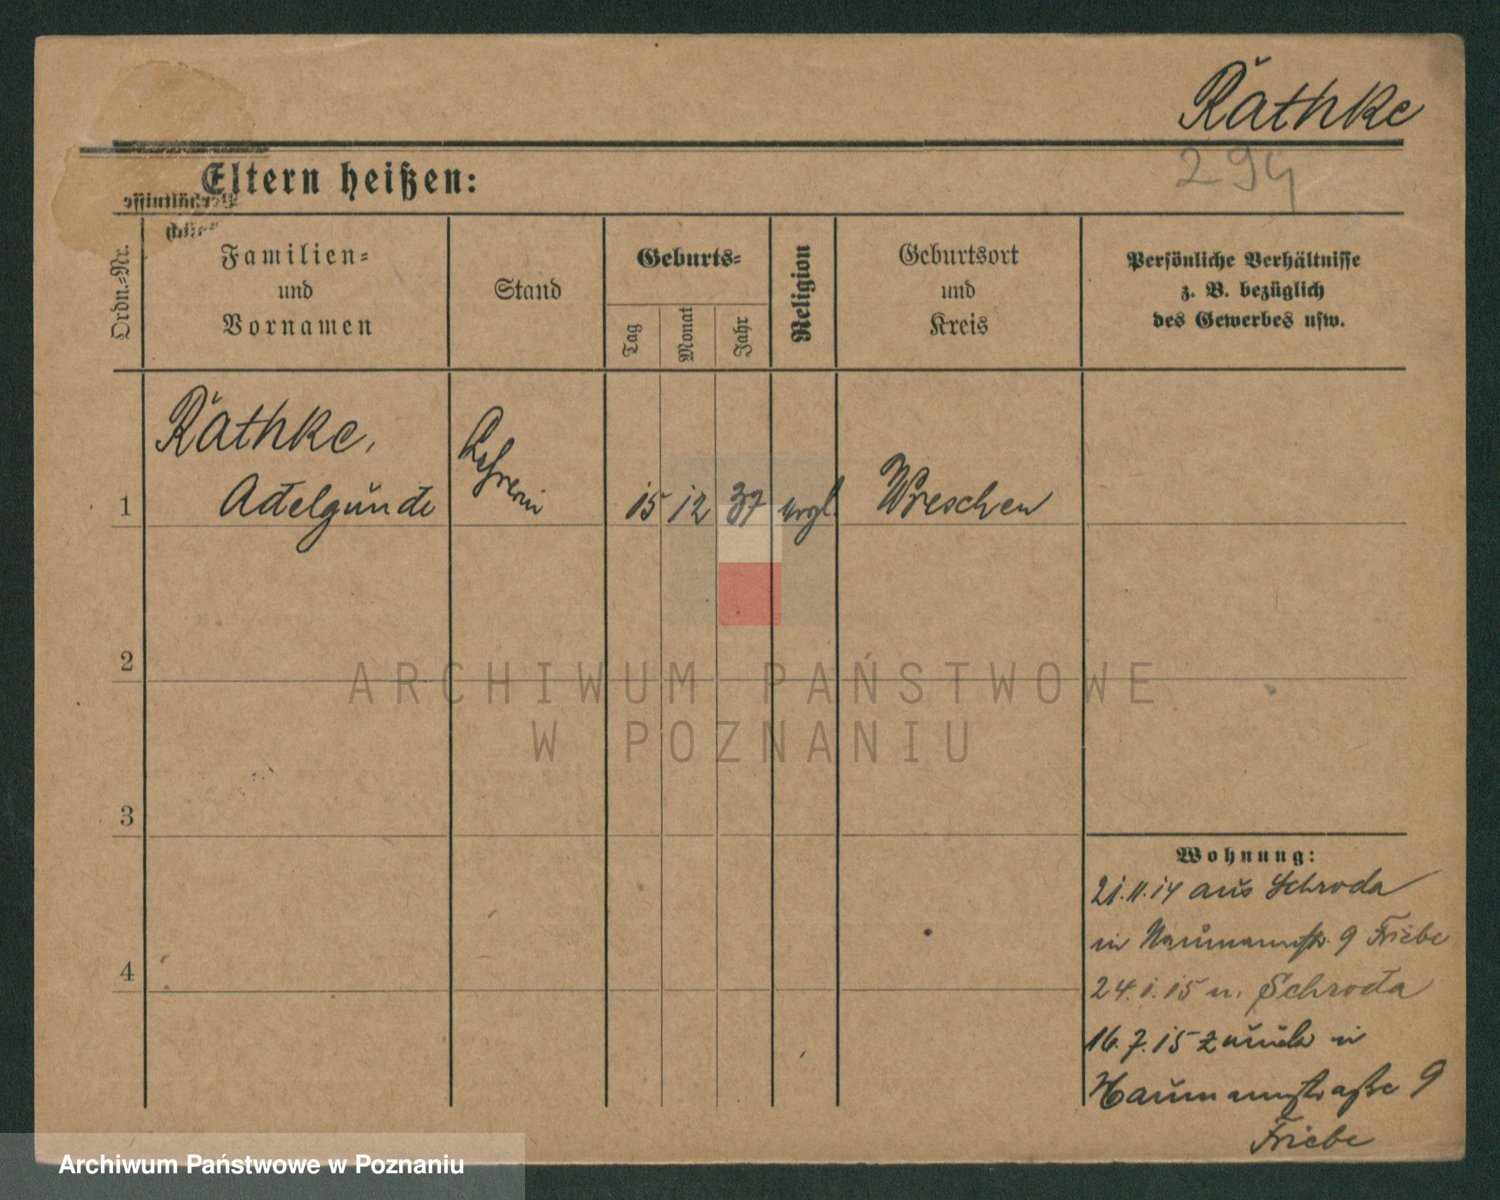 Räthke
294
Eltern heißen:
Ordn.-Nr.
Familien-
und
Vornamen
Stand
Geburts-
Tag
Monat
Jahr
Religion
Geburtsort
und
Kreis
Persönliche Verhältnisse
z. B. bezüglich
des Gewerbes usw.
1
Räthke,
Adelgunde
Lehrerin
15
12
37
evgl.
Wreschen
2
ARCHIWUM PAŃSTWOWE
W POZNANIU
3
4
Wohnung:
21.11.14 aus Schroda
in Naumannstr. 9 Friebe
24.1.15 n. Schroda
16.7.15 zurück in
Naumannstraße 9
Friebe
Archiwum Państwowe w Poznaniu